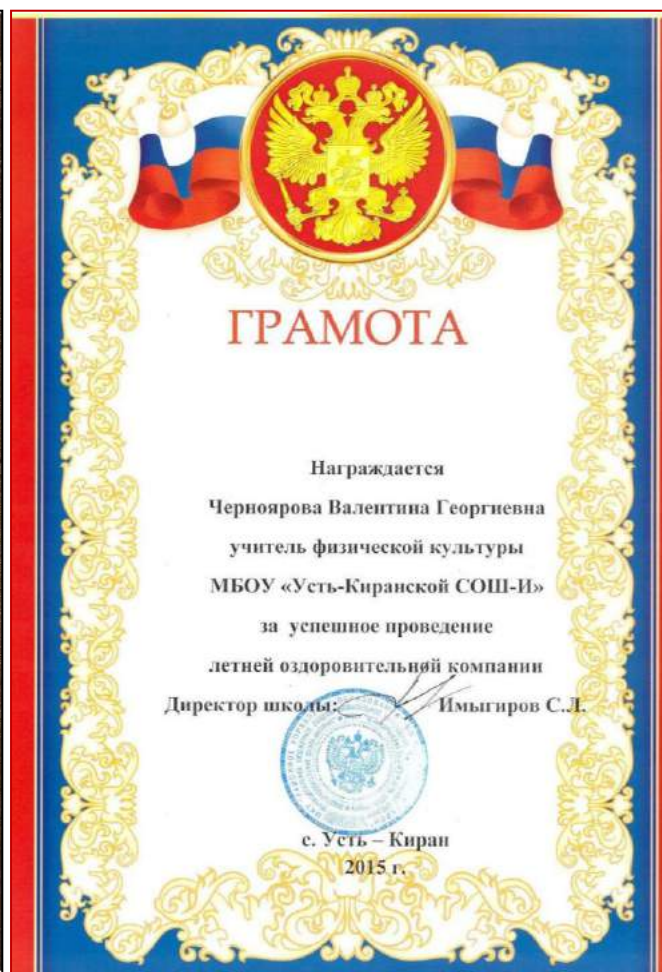 ГРАМОТА
Награждается
Черноярова Валентина Георгиевна
учитель физической культуры
МБОУ «Усть-Киранской СОШ-И»
за успешное проведение
летней оздоровительной компании
Директор школы: Имыгиров С.Л.
с. Усть – Киран
2015 г.